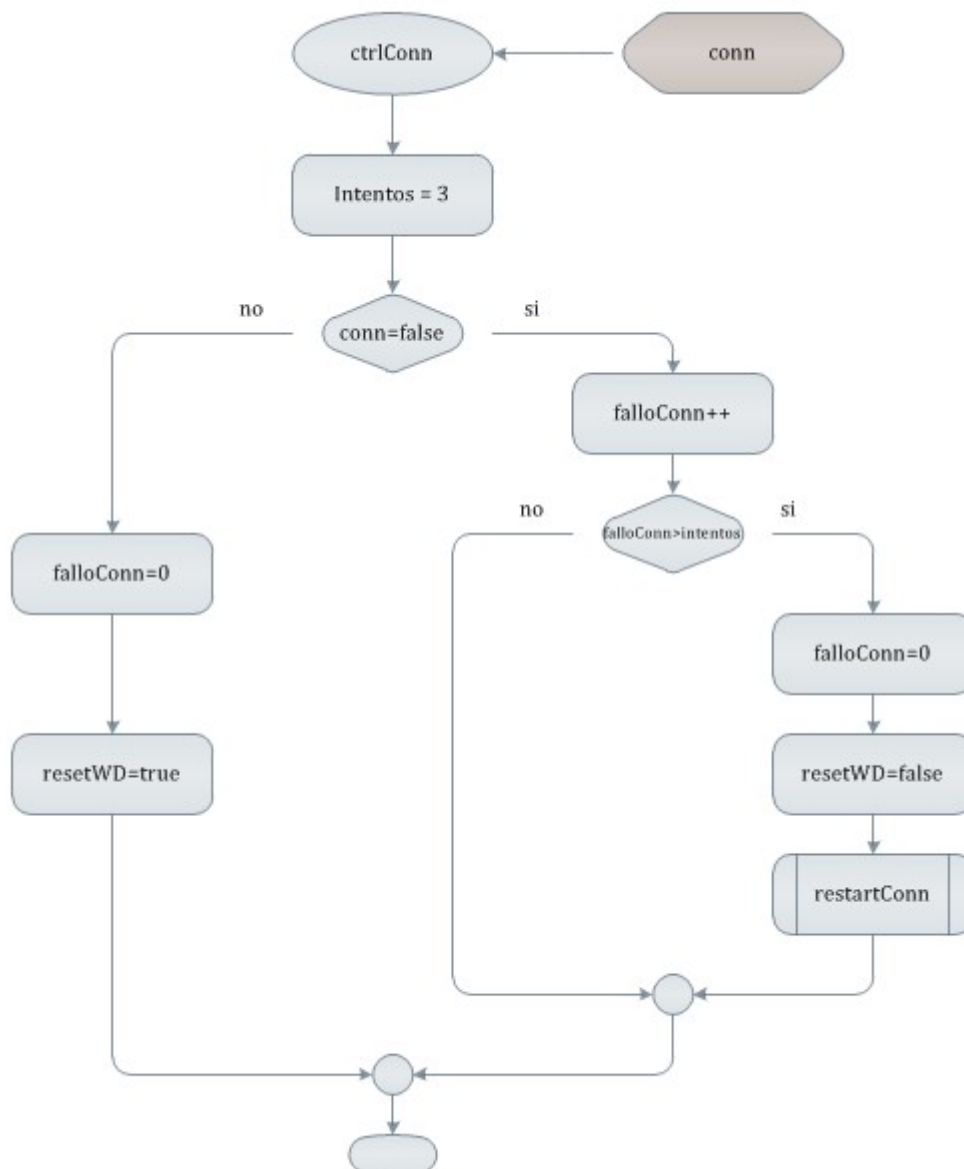 ctrlConn
conn
Intentos = 3
no
si
conn=false
falloConn++
no
si
falloConn>intentos
falloConn=0
falloConn=0
resetWD=true
resetWD=false
restartConn